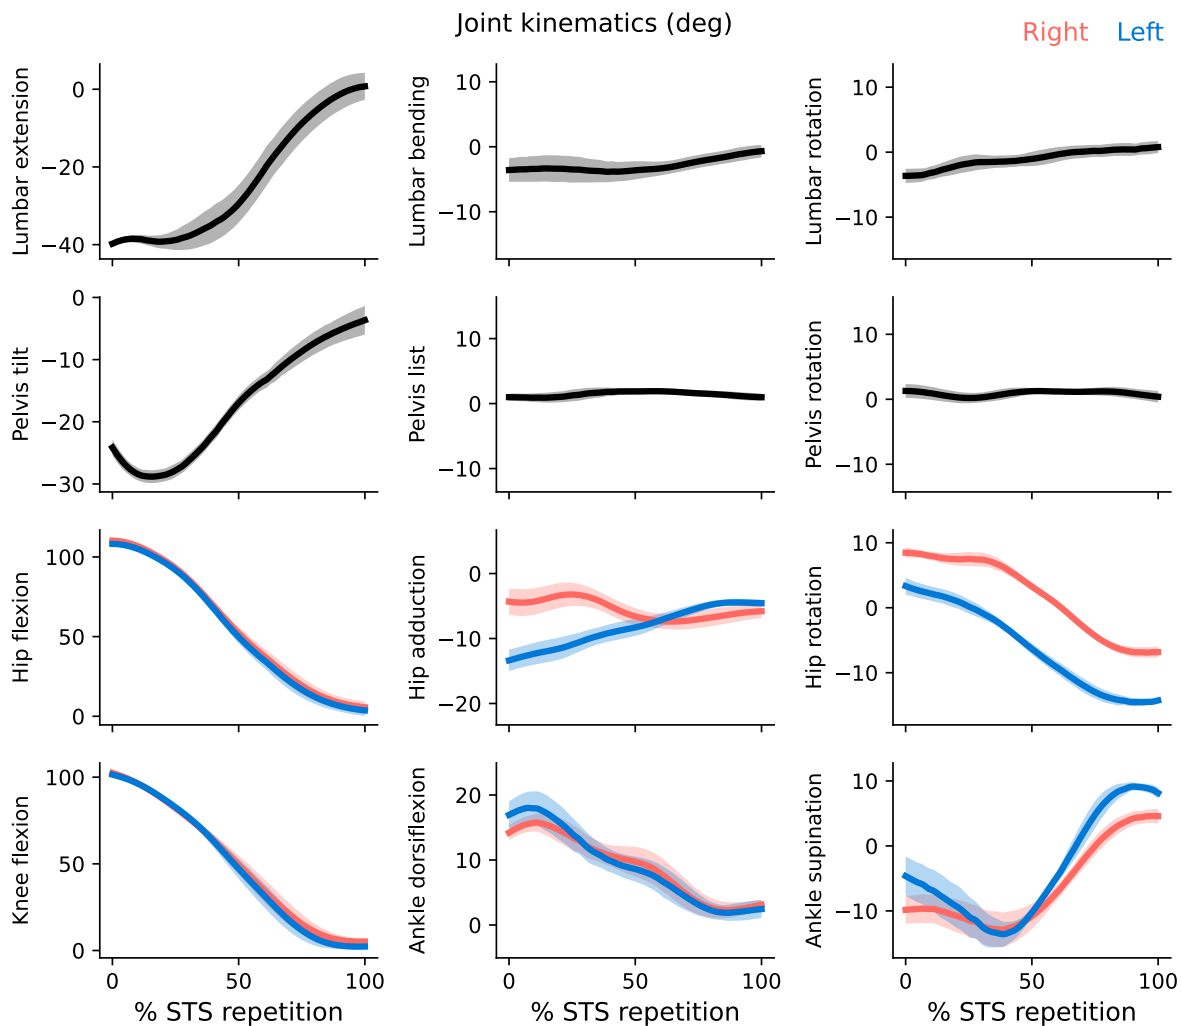 Joint kinematics (deg)
Right Left
Lumbar extension
0
−20
−40
Lumbar bending
10
0
−10
Lumbar rotation
10
0
−10
Pelvis tilt
0
−10
−20
−30
Pelvis list
10
0
−10
Pelvis rotation
10
0
−10
Hip flexion
100
50
0
Hip adduction
0
−10
−20
Hip rotation
10
0
−10
Knee flexion
100
50
0
Ankle dorsiflexion
20
10
0
Ankle supination
10
0
−10
0 50 100
0 50 100
0 50 100
% STS repetition
% STS repetition
% STS repetition